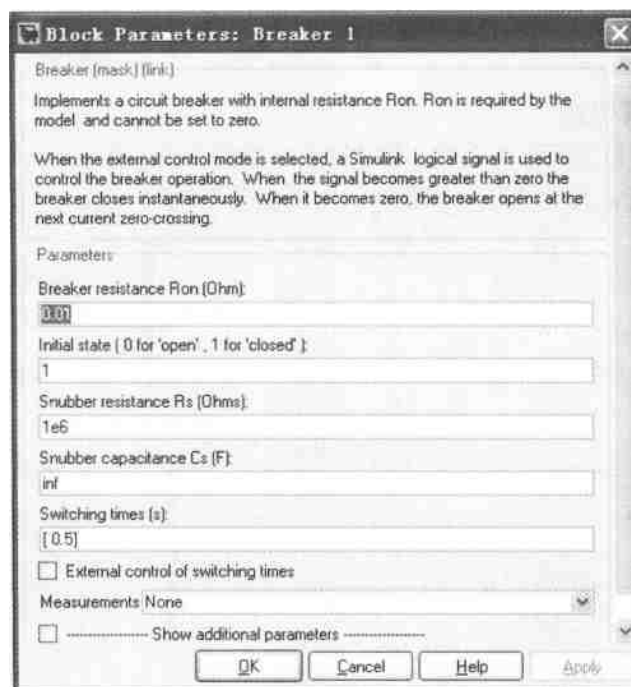 Block Parameters: Breaker 1
Breaker (mask) (link)
Implements a circuit breaker with internal resistance Ron. Ron is required by the
model and cannot be set to zero.
When the external control mode is selected, a Simulink logical signal is used to
control the breaker operation. When the signal becomes greater than zero the
breaker closes instantaneously. When it becomes zero, the breaker opens at the
next current zero-crossing.
Parameters
Breaker resistance Ron (Ohm):
0.01
Initial state ( 0 for 'open' , 1 for 'closed' ):
1
Snubber resistance Rs (Ohms):
1e6
Snubber capacitance Cs (F):
inf
Switching times (s):
[ 0.5]
External control of switching times
Measurements None
------------------ Show additional parameters ------------------
OK Cancel Help Apply